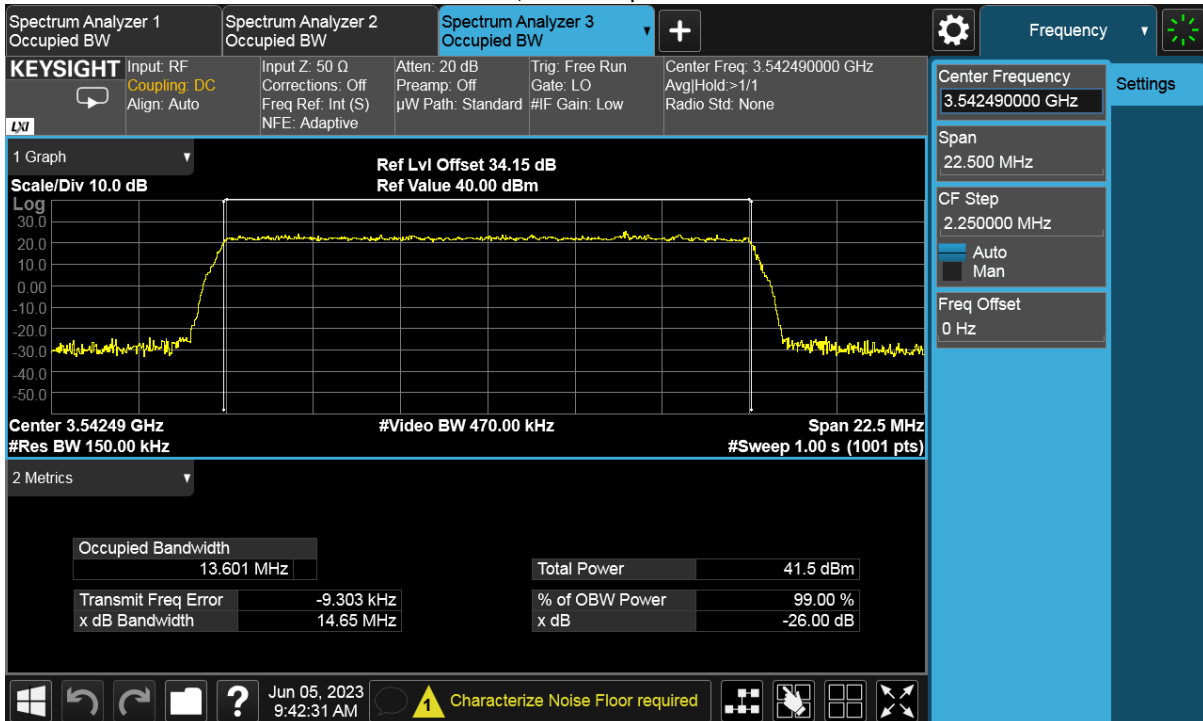 Spectrum Analyzer 1
Occupied BW
Spectrum Analyzer 2
Occupied BW
Spectrum Analyzer 3
Occupied BW
Frequency
KEYSIGHT
LXI
Input: RF
Coupling: DC
Align: Auto
Input Z: 50 Ω
Corrections: Off
Freq Ref: Int (S)
NFE: Adaptive
Atten: 20 dB
Preamp: Off
µW Path: Standard
Trig: Free Run
Gate: LO
#IF Gain: Low
Center Freq: 3.542490000 GHz
Avg|Hold:>1/1
Radio Std: None
1 Graph
Scale/Div 10.0 dB
Ref Lvl Offset 34.15 dB
Ref Value 40.00 dBm
Log
30.0
20.0
10.0
0.00
-10.0
-20.0
-30.0
-40.0
-50.0
Center 3.54249 GHz
#Res BW 150.00 kHz
#Video BW 470.00 kHz
Span 22.5 MHz
#Sweep 1.00 s (1001 pts)
2 Metrics
Occupied Bandwidth
13.601 MHz
Total Power 41.5 dBm
Transmit Freq Error -9.303 kHz
% of OBW Power 99.00 %
x dB Bandwidth 14.65 MHz
x dB -26.00 dB
Center Frequency
3.542490000 GHz
Settings
Span
22.500 MHz
CF Step
2.250000 MHz
Auto
Man
Freq Offset
0 Hz
?
Jun 05, 2023
9:42:31 AM
1
Characterize Noise Floor required